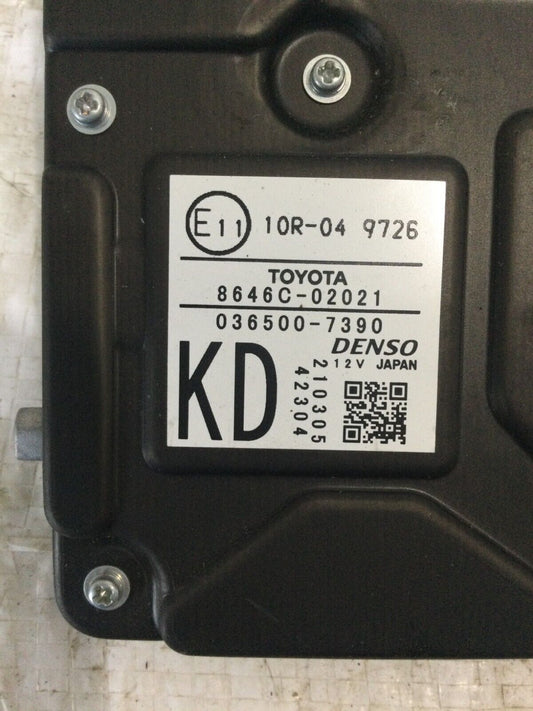 E11 10R-04 9726
TOYOTA
8646C-02021
036500-7390
DENSO
12V JAPAN
KD
210305
42304